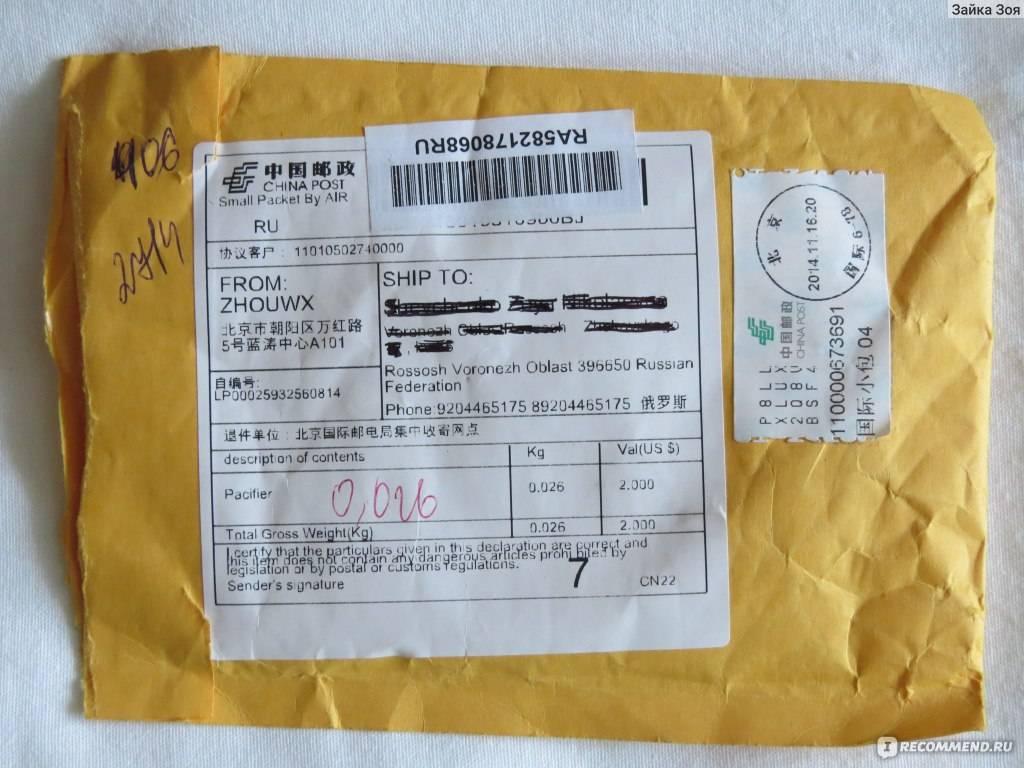 Зайка Зоя
06
RA582178068RU
中国邮政
CHINA POST
Small Packet By AIR
RU
协议客户： 11010502740000
FROM:
ZHOUWX
北京市朝阳区万红路
5号蓝涛中心A101
自编号:
LP00025932560814
SHIP TO:
Voronezh
Rossosh Voronezh Oblast 396650 Russian
Federation
Phone:9204465175 89204465175 俄罗斯
退件单位：北京国际邮电局集中收寄网点
description of contents Kg Val(US $)
Pacifier 0,026 0.026 2.000
Total Gross Weight(Kg) 0.026 2.000
I certify that the particulars given in this declaration are correct and
this item does not contain any dangerous articles prohibited by
legislation or by postal or customs regulations.
Sender's signature 7 CN22
北京
2014.11.16.20
中国邮政
CHINA POST
110000673691
国际小包 04
IRECOMMEND.RU